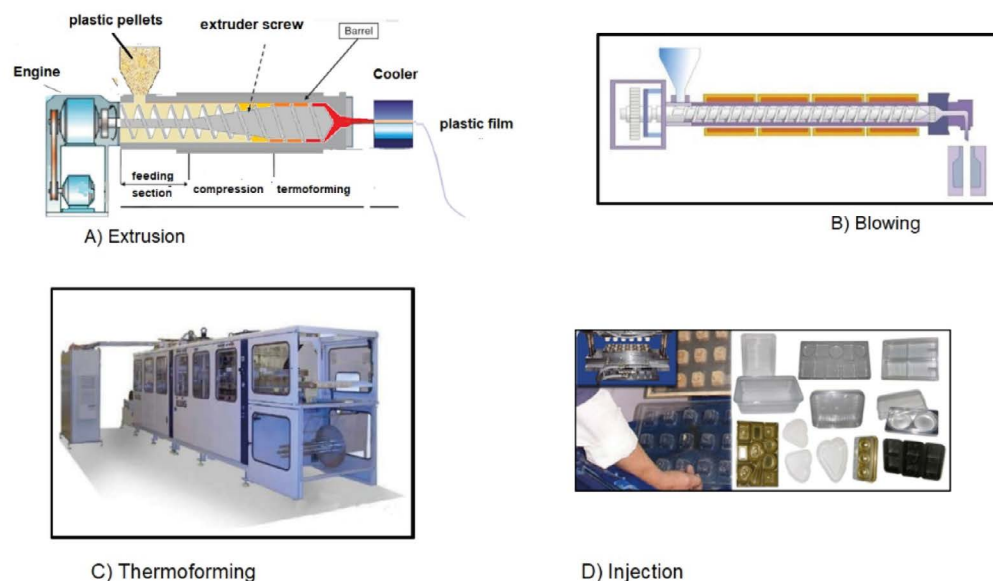 plastic pellets
extruder screw
Barrel
Engine
Cooler
plastic film
feeding
section
compression
termoforming
A) Extrusion
B) Blowing
C) Thermoforming
D) Injection